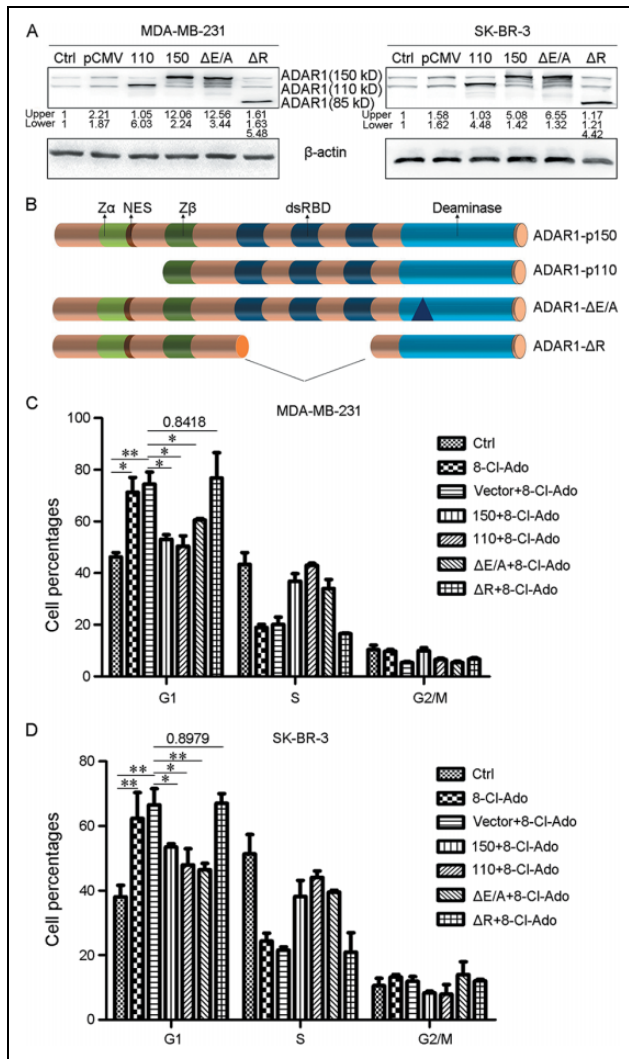 A MDA-MB-231 SK-BR-3
Ctrl pCMV 110 150 ΔE/A ΔR Ctrl pCMV 110 150 ΔE/A ΔR
ADAR1(150 kD)
ADAR1(110 kD)
ADAR1(85 kD)
Upper 1 2.21 1.05 12.06 12.56 1.61 Upper 1 1.58 1.03 5.08 6.55 1.17
Lower 1 1.87 6.03 2.24 3.44 1.63 Lower 1 1.62 4.48 1.42 1.32 1.21
5.48 4.42
β-actin
B Zα NES Zβ dsRBD Deaminase
ADAR1-p150
ADAR1-p110
ADAR1-ΔE/A
ADAR1-ΔR
C MDA-MB-231
100
80
60
40
20
0
Cell percentages
0.8418
*
** *
* *
Ctrl
8-Cl-Ado
Vector+8-Cl-Ado
150+8-Cl-Ado
110+8-Cl-Ado
ΔE/A+8-Cl-Ado
ΔR+8-Cl-Ado
G1 S G2/M
D SK-BR-3
80
60
40
20
0
Cell percentages
0.8979
**
** *
** *
Ctrl
8-Cl-Ado
Vector+8-Cl-Ado
150+8-Cl-Ado
110+8-Cl-Ado
ΔE/A+8-Cl-Ado
ΔR+8-Cl-Ado
G1 S G2/M